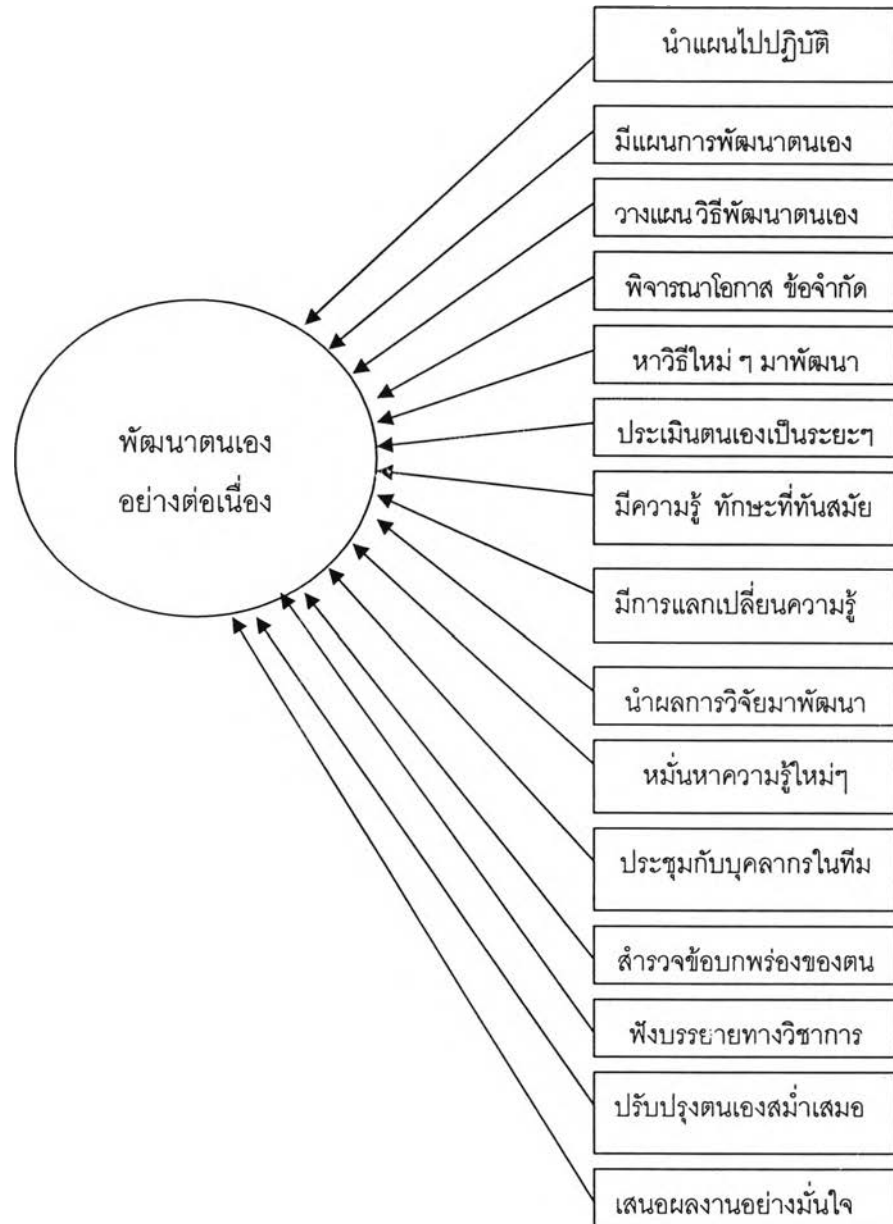 นำแผนไปปฏิบัติ
มีแผนการพัฒนาตนเอง
วางแผนวิธีพัฒนาตนเอง
พิจารณาโอกาส ข้อจำกัด
หาวิธีใหม่ ๆ มาพัฒนา
ประเมินตนเองเป็นระยะๆ
พัฒนาตนเอง
อย่างต่อเนื่อง
มีความรู้ ทักษะที่ทันสมัย
มีการแลกเปลี่ยนความรู้
นำผลการวิจัยมาพัฒนา
หมั่นหาความรู้ใหม่ๆ
ประชุมกับบุคลากรในทีม
สำรวจข้อบกพร่องของตน
ฟังบรรยายทางวิชาการ
ปรับปรุงตนเองสม่ำเสมอ
เสนอผลงานอย่างมั่นใจ